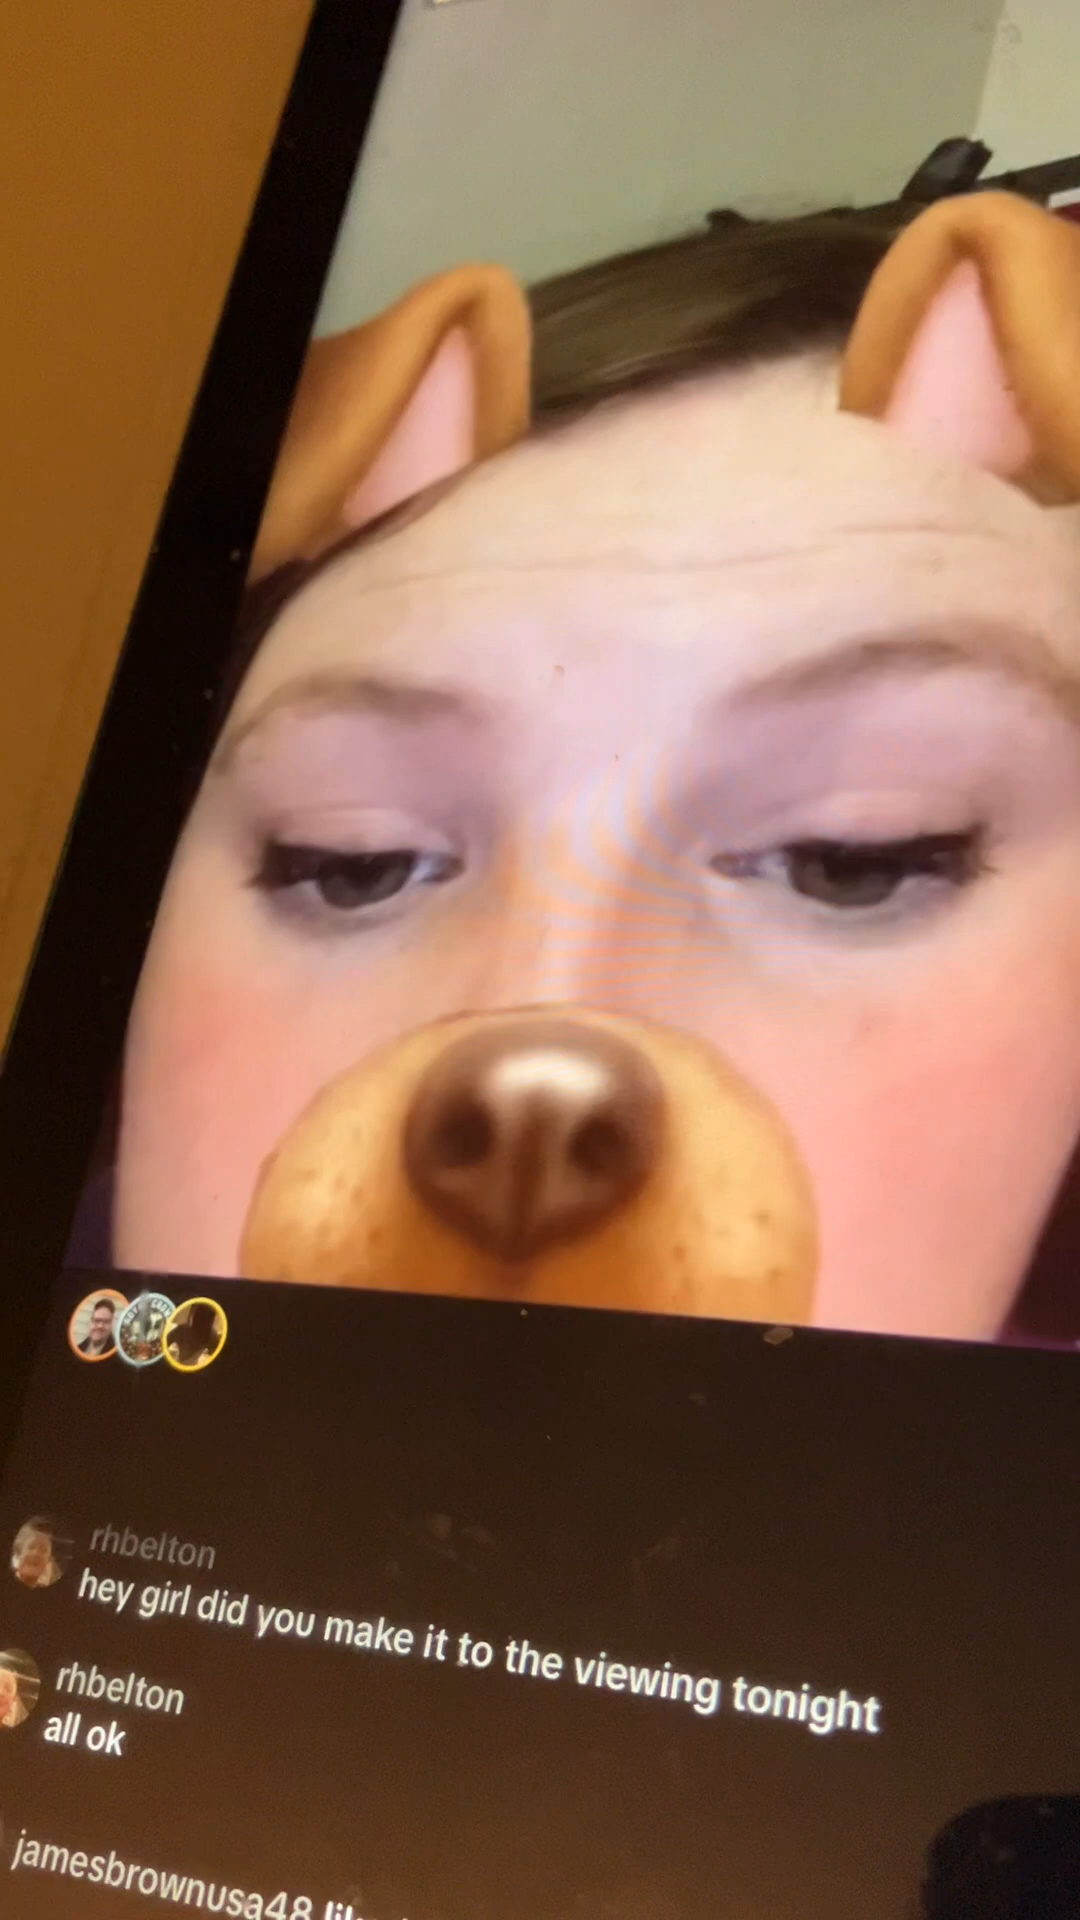 rhbelton
hey girl did you make it to the viewing tonight
rhbelton
all ok
jamesbrownusa48